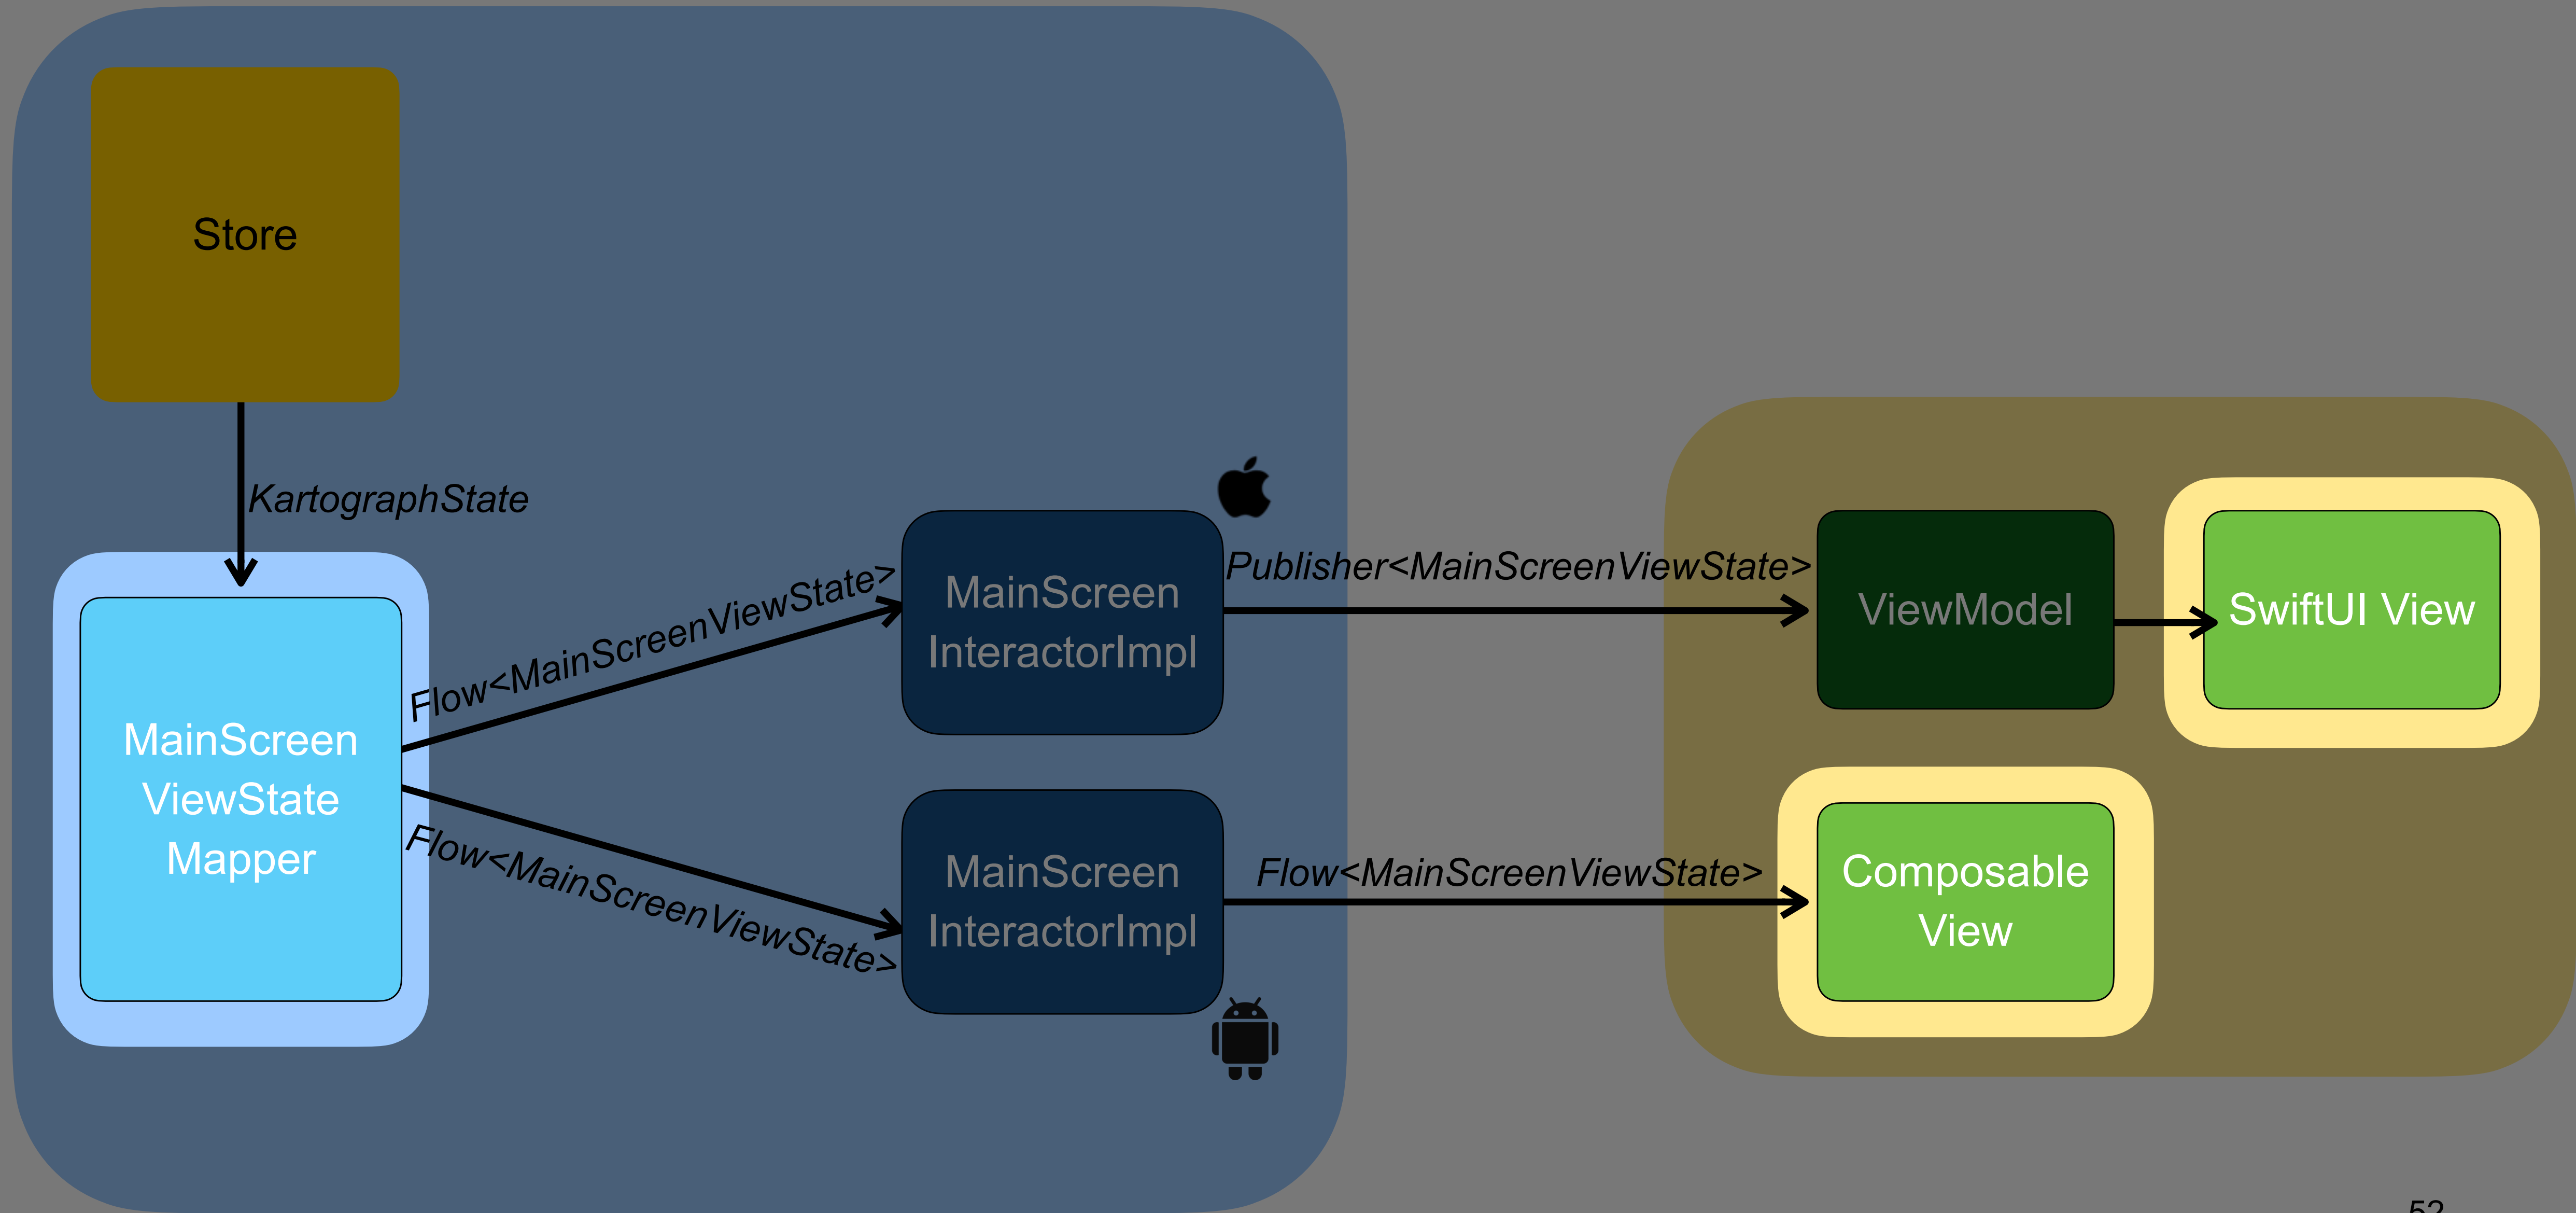 Store
KartographState
MainScreen
ViewState
Mapper
Flow<MainScreenViewState>
Flow<MainScreenViewState>
MainScreen
InteractorImpl
MainScreen
InteractorImpl
Publisher<MainScreenViewState>
Flow<MainScreenViewState>
ViewModel
SwiftUI View
Composable
View
52